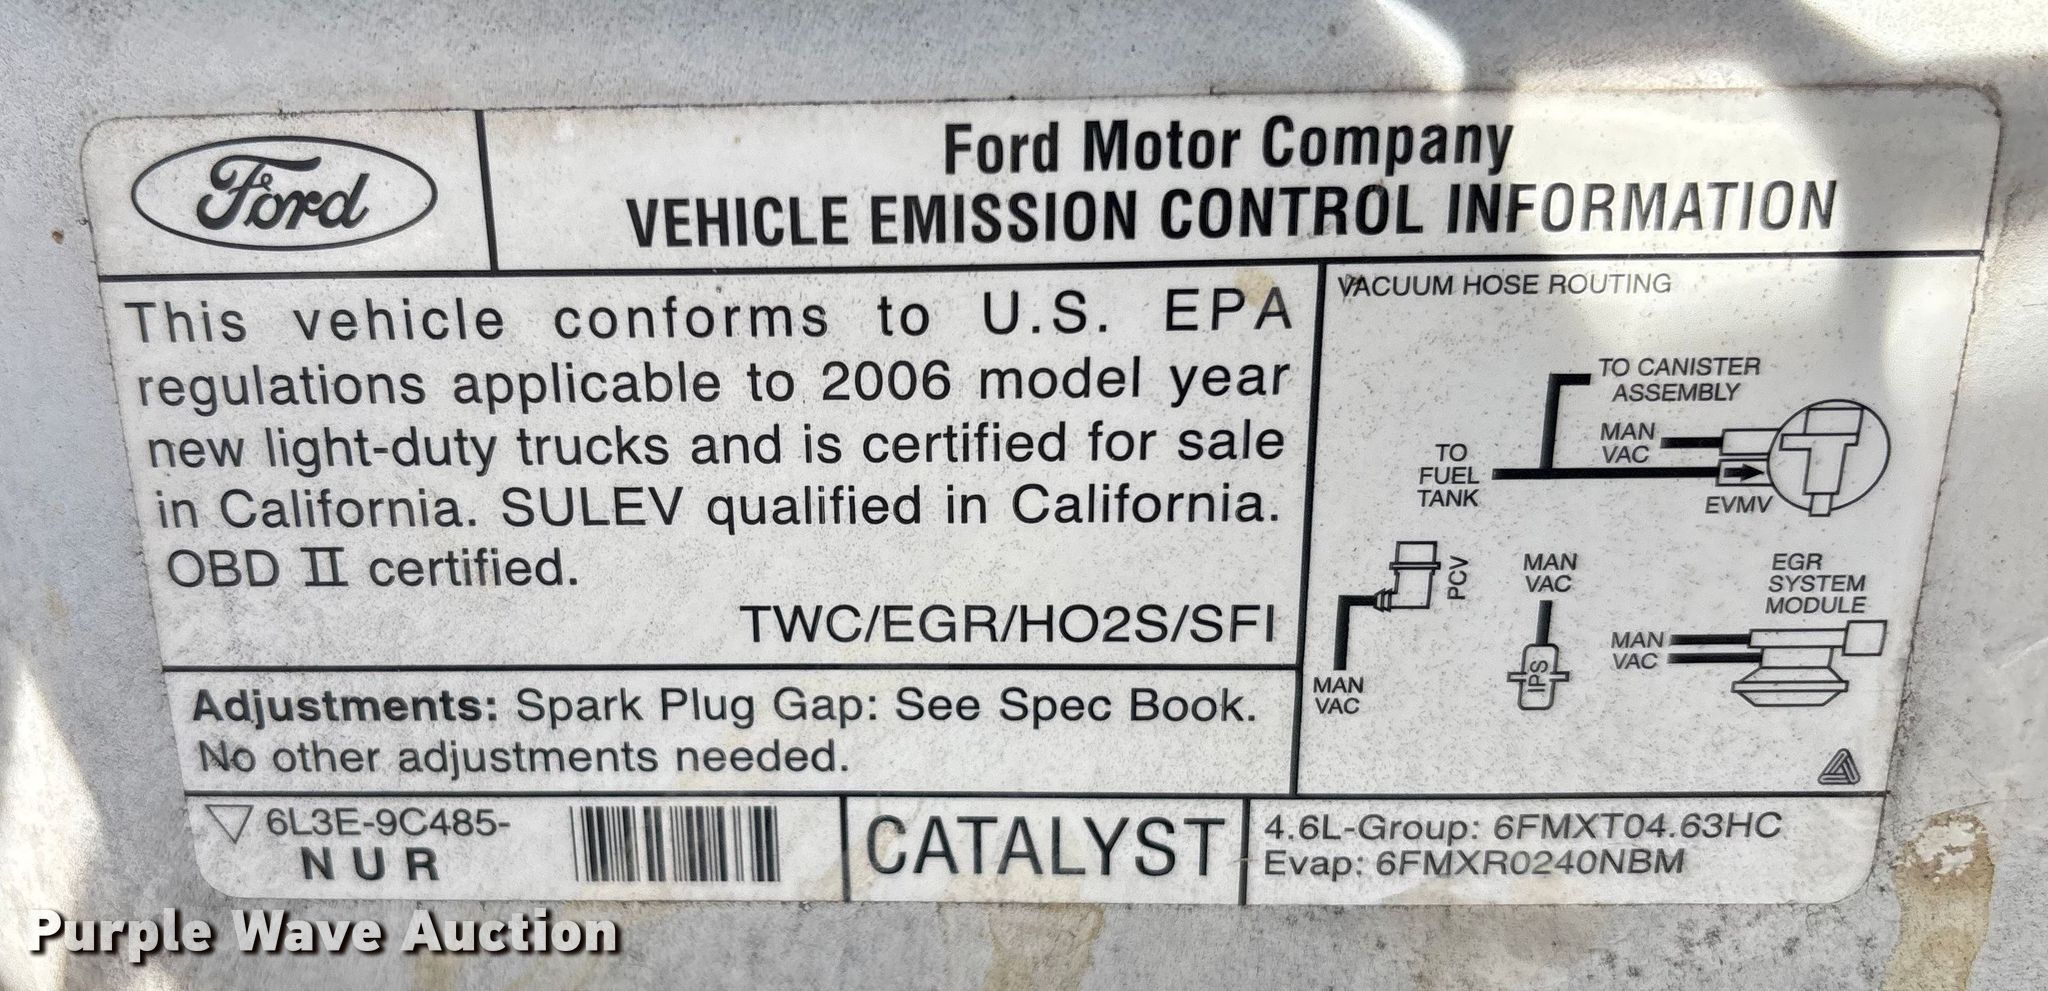 Ford
Ford Motor Company
VEHICLE EMISSION CONTROL INFORMATION
This vehicle conforms to U.S. EPA
regulations applicable to 2006 model year
new light-duty trucks and is certified for sale
in California. SULEV qualified in California.
OBD II certified.
TWC/EGR/HO2S/SFI
Adjustments: Spark Plug Gap: See Spec Book.
No other adjustments needed.
VACUUM HOSE ROUTING
TO CANISTER
ASSEMBLY
MAN
VAC
TO
FUEL
TANK
EVMV
PCV
MAN
VAC
MAN
VAC
IPS
EGR
SYSTEM
MODULE
MAN
VAC
6L3E-9C485-
NUR
CATALYST
4.6L-Group: 6FMXT04.63HC
Evap: 6FMXR0240NBM
Purple Wave Auction